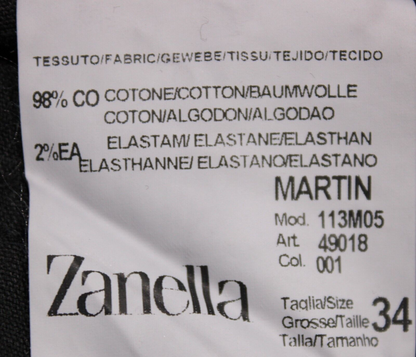 TESSUTO/FABRIC/GEWEBE/TISSU/TEJIDO/TECIDO
98% CO COTONE/COTTON/BAUMWOLLE
COTON/ALGODON/ALGODAO
2%EA ELASTAM/ELASTANE/ELASTHAN
ELASTHANNE/ELASTANO/ELASTANO
MARTIN
Mod. 113M05
Art. 49018
Col. 001
Zanella
Taglia/Size
Grosse/Taille 34
Talla/Tamanho